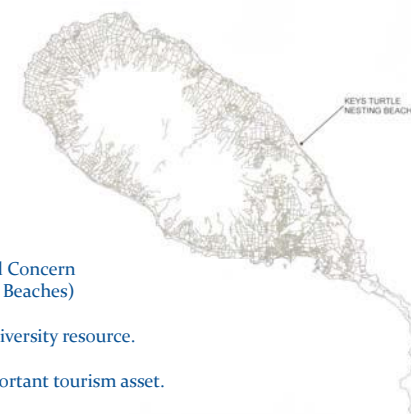 KEYS TURTLE
NESTING BEACH
l Concern
Beaches)
iversity resource.
ortant tourism asset.